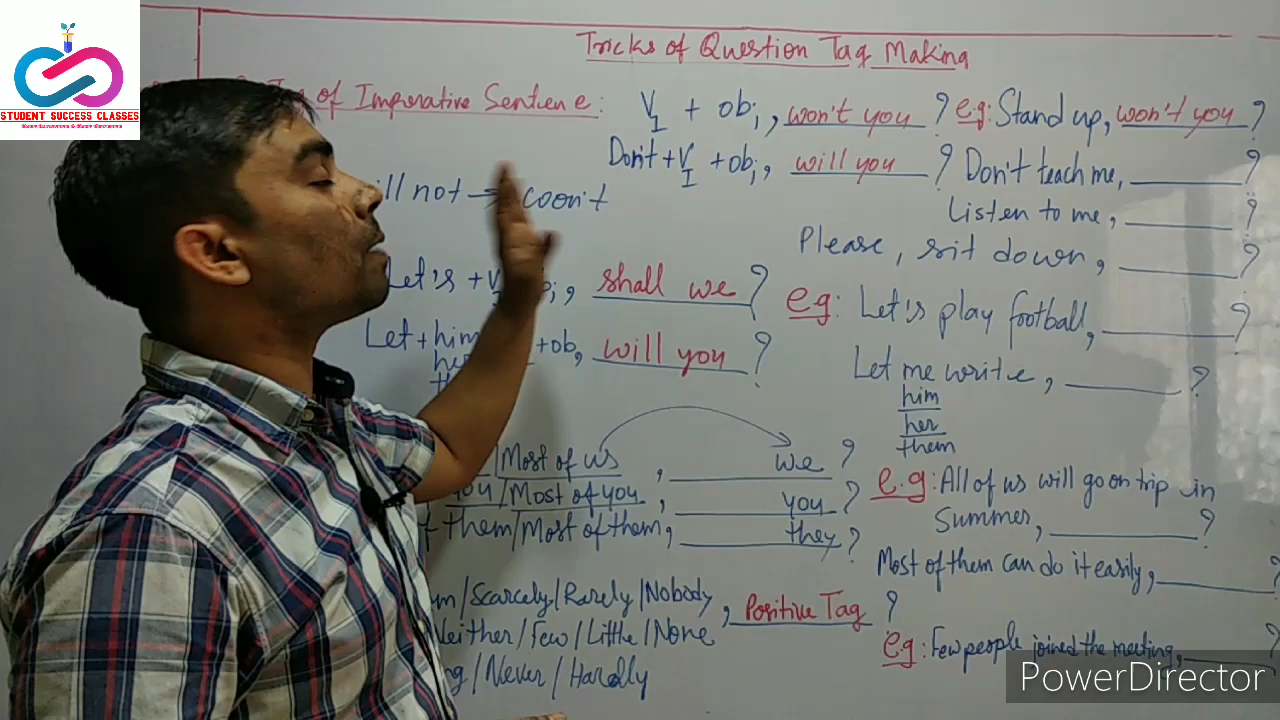 STUDENT SUCCESS CLASSES
Tricks of Question Tag Making
Tag of Imperative Sentence:
V1 + obj, won't you ? e.g: Stand up, won't you ?
Don't + V1 + obj, will you ? Don't teach me, ______?
Listen to me, ______?
ill not → won't
Please, sit down, ______?
Let's + V1 obj, shall we ? e.g: Let's play football, ______?
Let + him + ob, will you ? Let me write, ______?
her him
her
them
Most of us , ______ we ?
you / Most of you , ______ you ?
them / Most of them, ______ they ?
e.g: All of us will go on trip in
Summer, ______?
Most of them can do it easily, ______?
m / Scarcely / Rarely / Nobody , Positive Tag ?
Neither / Few / Little / None
g / Never / Hardly
e.g: Few people joined the meeting, ______
PowerDirector